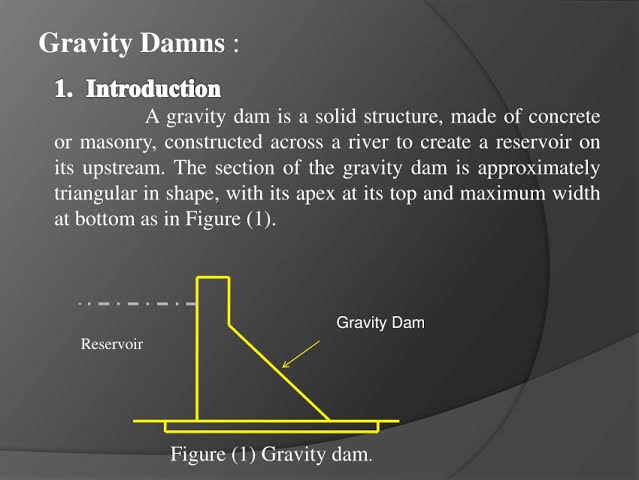 Gravity Damns :
1. Introduction
A gravity dam is a solid structure, made of concrete
or masonry, constructed across a river to create a reservoir on
its upstream. The section of the gravity dam is approximately
triangular in shape, with its apex at its top and maximum width
at bottom as in Figure (1).
Gravity Dam
Reservoir
Figure (1) Gravity dam.